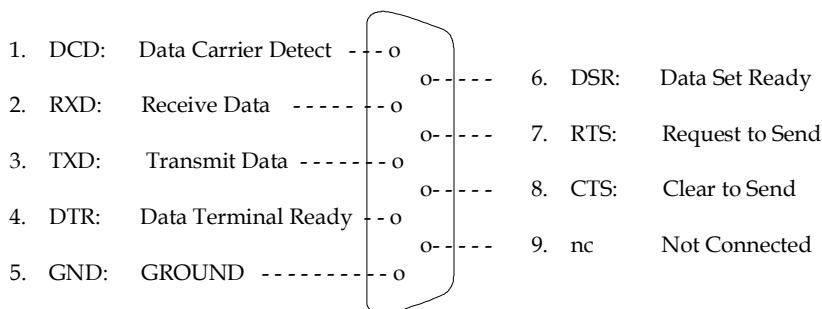 1. DCD: Data Carrier Detect
2. RXD: Receive Data
3. TXD: Transmit Data
4. DTR: Data Terminal Ready
5. GND: GROUND
6. DSR: Data Set Ready
7. RTS: Request to Send
8. CTS: Clear to Send
9. nc Not Connected